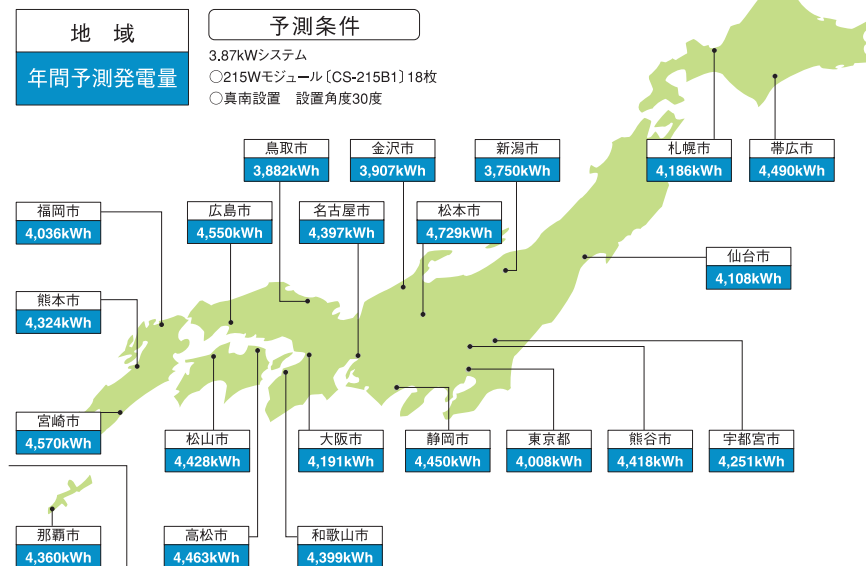 地 域
年間予測発電量
予測条件
3.87kWシステム
○215Wモジュール〔CS-215B1〕18枚
○真南設置 設置角度30度
鳥取市
3,882kWh
金沢市
3,907kWh
新潟市
3,750kWh
札幌市
4,186kWh
帯広市
4,490kWh
福岡市
4,036kWh
広島市
4,550kWh
名古屋市
4,397kWh
松本市
4,729kWh
仙台市
4,108kWh
熊本市
4,324kWh
宮崎市
4,570kWh
松山市
4,428kWh
大阪市
4,191kWh
静岡市
4,450kWh
東京都
4,008kWh
熊谷市
4,418kWh
宇都宮市
4,251kWh
那覇市
4,360kWh
高松市
4,463kWh
和歌山市
4,399kWh